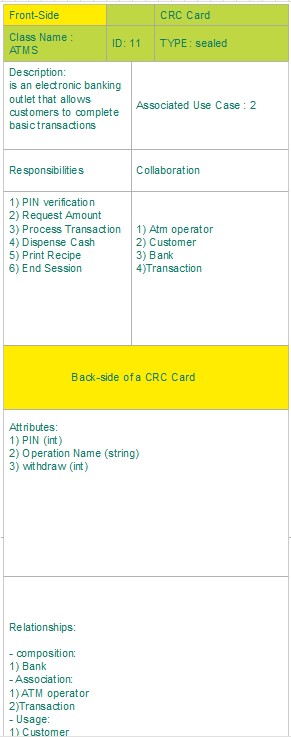 Front-Side
CRC Card
Class Name :
ATMS
ID: 11
TYPE : sealed
Description:
is an electronic banking
outlet that allows
customers to complete
basic transactions
Associated Use Case : 2
Responsibilities
Collaboration
1) PIN verification
2) Request Amount
3) Process Transaction
4) Dispense Cash
5) Print Recipe
6) End Session
1) Atm operator
2) Customer
3) Bank
4)Transaction
Back-side of a CRC Card
Attributes:
1) PIN (int)
2) Operation Name (string)
3) withdraw (int)
Relationships:
- composition:
1) Bank
- Association:
1) ATM operator
2)Transaction
- Usage:
1) Customer